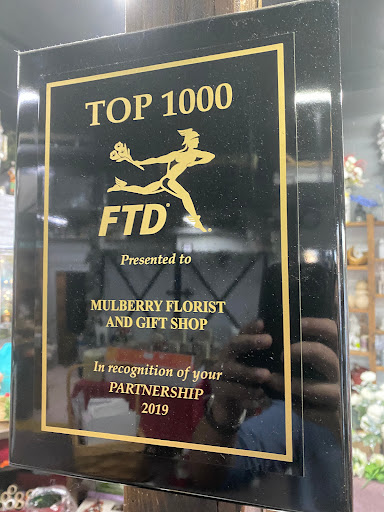 TOP 1000
FTD®
Presented to
MULBERRY FLORIST
AND GIFT SHOP
In recognition of your
PARTNERSHIP
2019